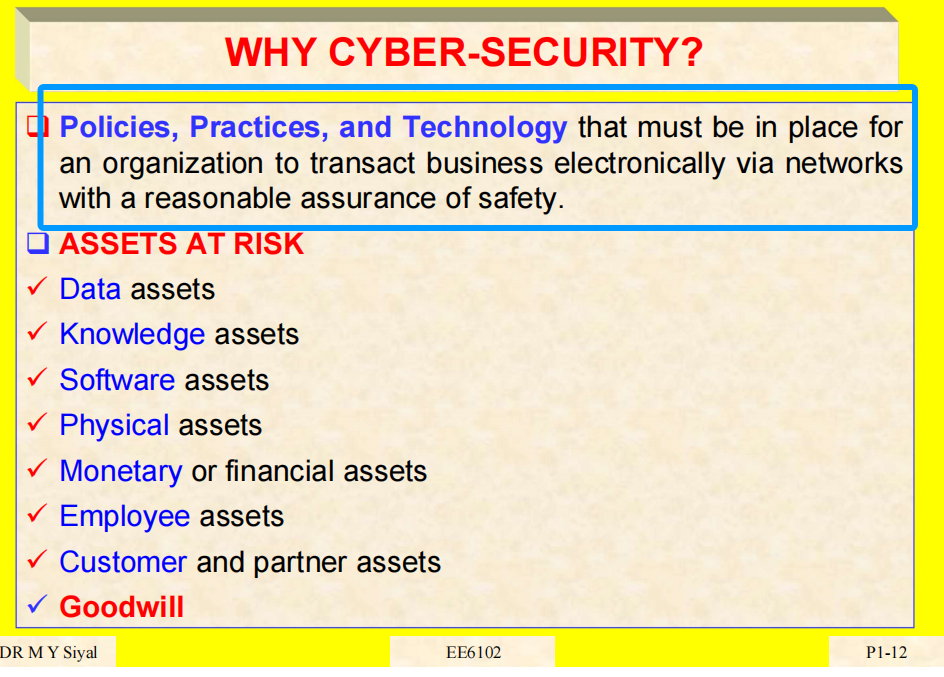 WHY CYBER-SECURITY?
Policies, Practices, and Technology that must be in place for
an organization to transact business electronically via networks
with a reasonable assurance of safety.
ASSETS AT RISK
Data assets
Knowledge assets
Software assets
Physical assets
Monetary or financial assets
Employee assets
Customer and partner assets
Goodwill
DR M Y Siyal
EE6102
P1-12